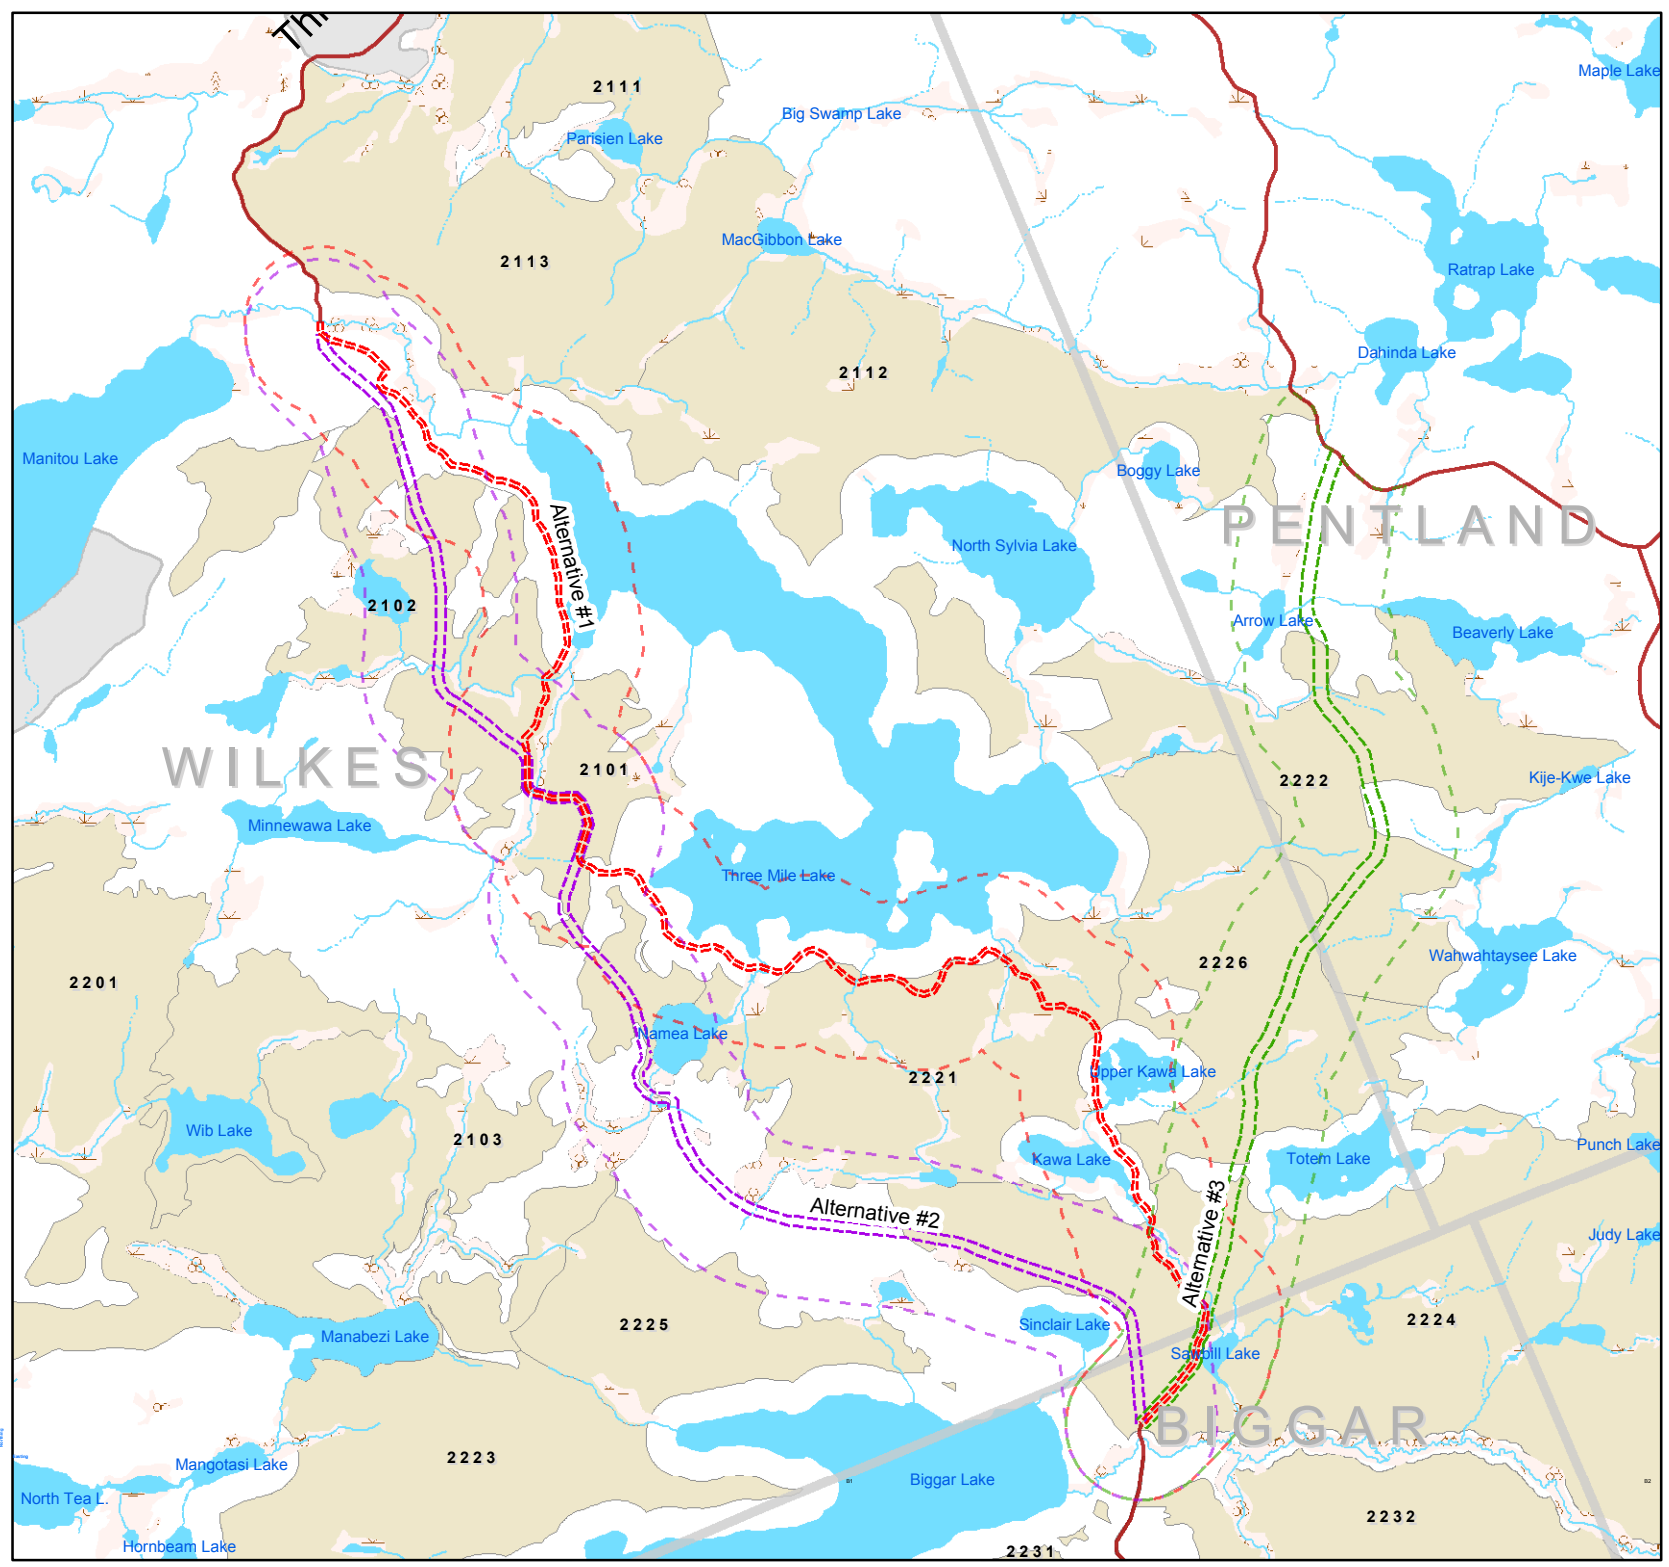 Thr
Maple Lake
2111
Big Swamp Lake
Parisien Lake
MacGibbon Lake
2113
Ratrap Lake
Dahinda Lake
2112
Manitou Lake
Boggy Lake
PENTLAND
North Sylvia Lake
Alternative #1
2102
Arrow Lake
Beaverly Lake
WILKES
2101
2222
Kije-Kwe Lake
Minnewawa Lake
Three Mile Lake
2226
Wahwahtaysee Lake
2201
Namea Lake
2221
Upper Kawa Lake
Wib Lake
2103
Kawa Lake
Totem Lake
Punch Lake
Alternative #2
Alternative #3
Judy Lake
Manabezi Lake
2225
Sinclair Lake
2224
Sawbill Lake
BIGGAR
2223
Mangotasi Lake
Biggar Lake
North Tea L.
2232
Hornbeam Lake
2231